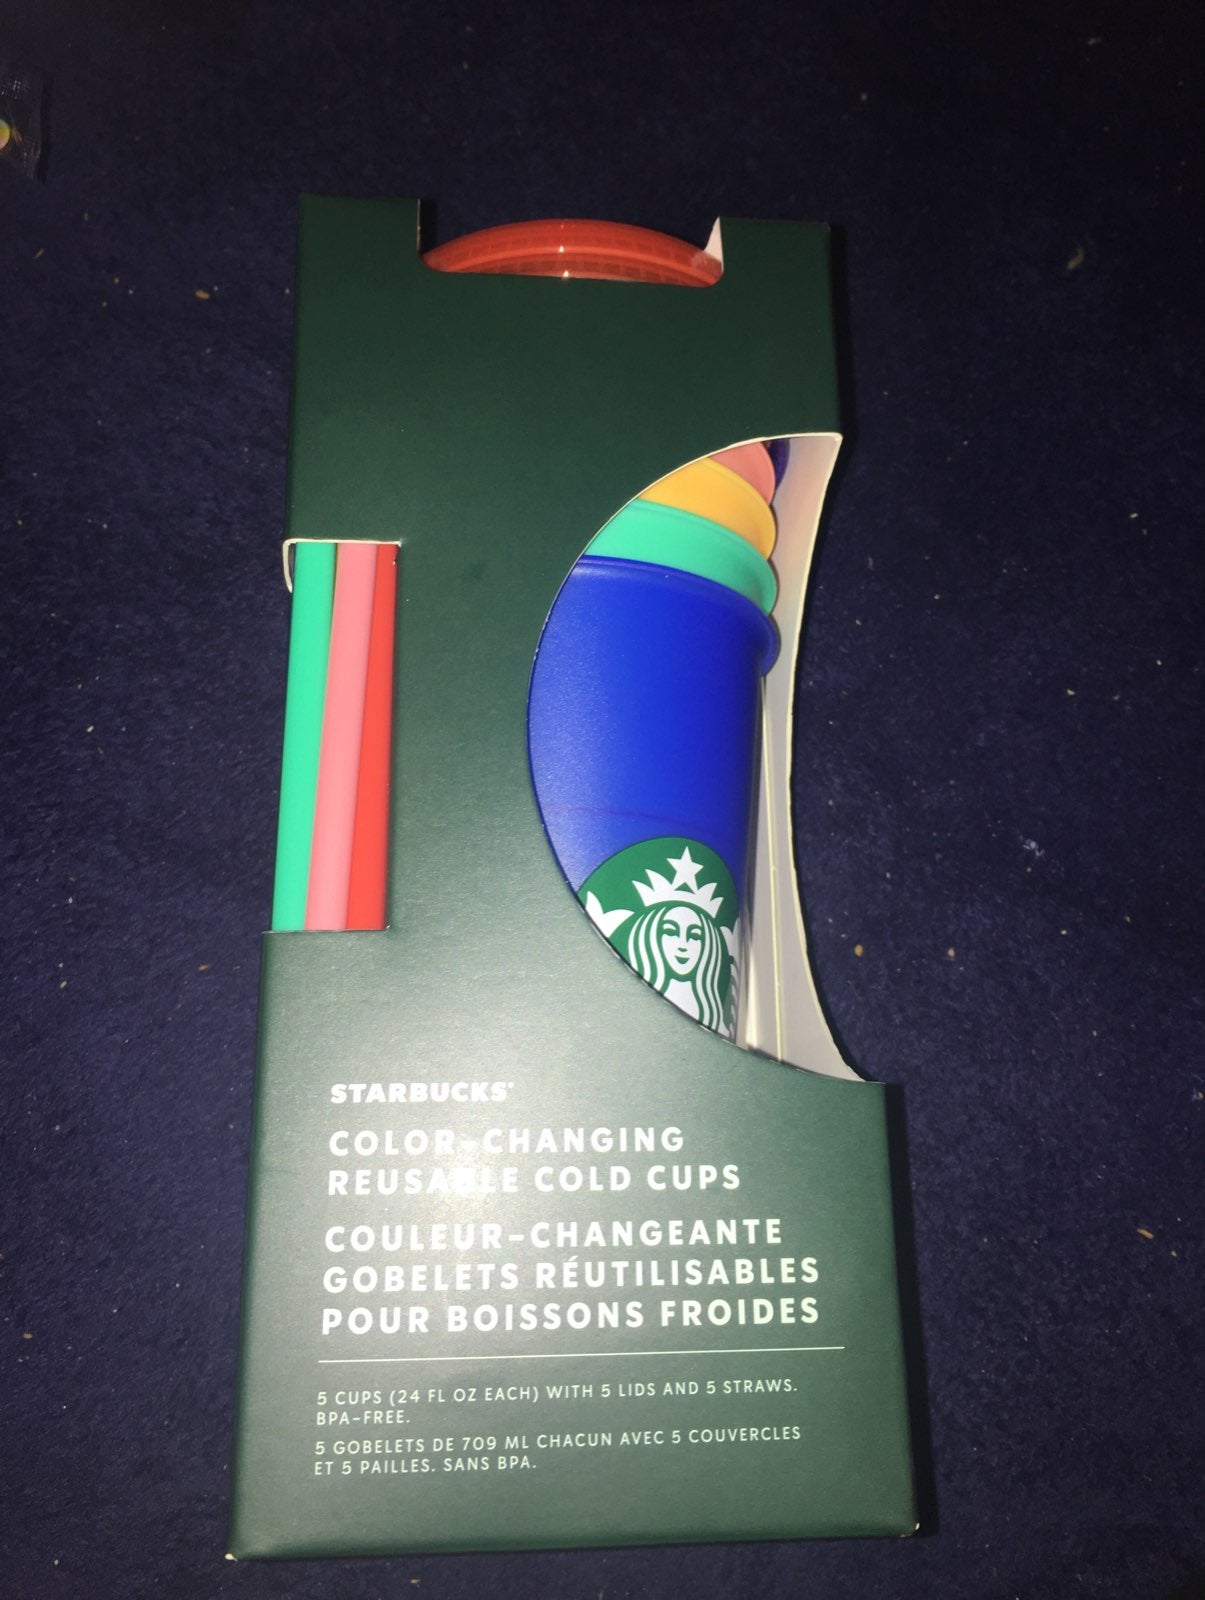 STARBUCKS®
COLOR-CHANGING
REUSABLE COLD CUPS
COULEUR-CHANGEANTE
GOBELETS RÉUTILISABLES
POUR BOISSONS FROIDES
5 CUPS (24 FL OZ EACH) WITH 5 LIDS AND 5 STRAWS.
BPA-FREE.
5 GOBELETS DE 709 ML CHACUN AVEC 5 COUVERCLES
ET 5 PAILLES. SANS BPA.